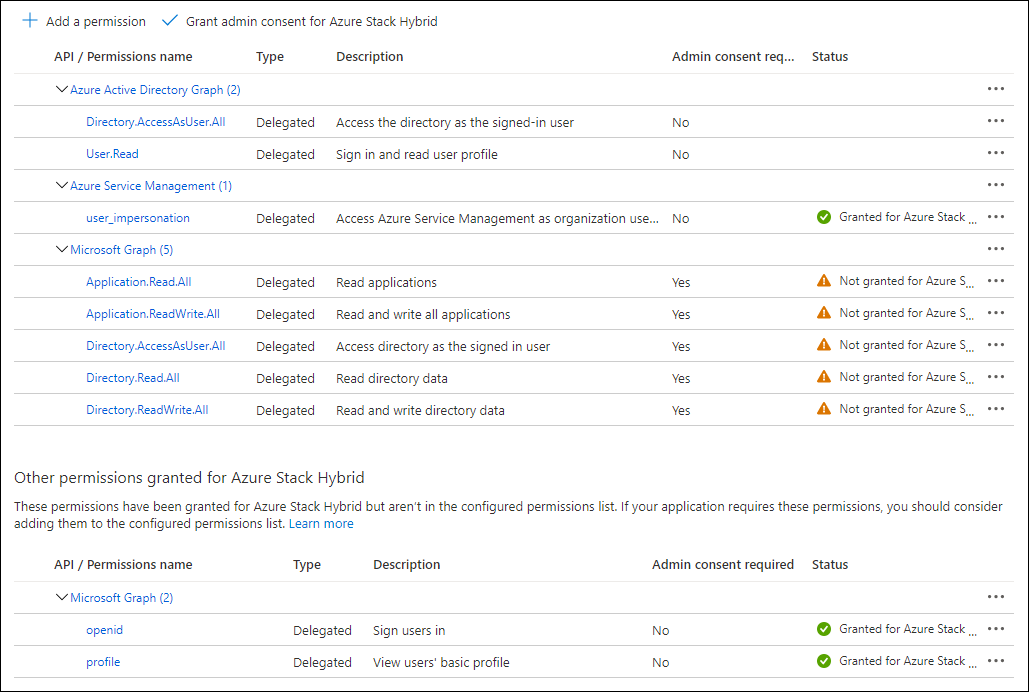 Add a permission Grant admin consent for Azure Stack Hybrid
API / Permissions name Type Description Admin consent req... Status
Azure Active Directory Graph (2) ...
Directory.AccessAsUser.All Delegated Access the directory as the signed-in user No ...
User.Read Delegated Sign in and read user profile No ...
Azure Service Management (1) ...
user_impersonation Delegated Access Azure Service Management as organization use... No Granted for Azure Stack ... ...
Microsoft Graph (5) ...
Application.Read.All Delegated Read applications Yes Not granted for Azure S... ...
Application.ReadWrite.All Delegated Read and write all applications Yes Not granted for Azure S... ...
Directory.AccessAsUser.All Delegated Access directory as the signed in user Yes Not granted for Azure S... ...
Directory.Read.All Delegated Read directory data Yes Not granted for Azure S... ...
Directory.ReadWrite.All Delegated Read and write directory data Yes Not granted for Azure S... ...
Other permissions granted for Azure Stack Hybrid
These permissions have been granted for Azure Stack Hybrid but aren't in the configured permissions list. If your application requires these permissions, you should consider
adding them to the configured permissions list. Learn more
API / Permissions name Type Description Admin consent required Status
Microsoft Graph (2) ...
openid Delegated Sign users in No Granted for Azure Stack ... ...
profile Delegated View users' basic profile No Granted for Azure Stack ... ...